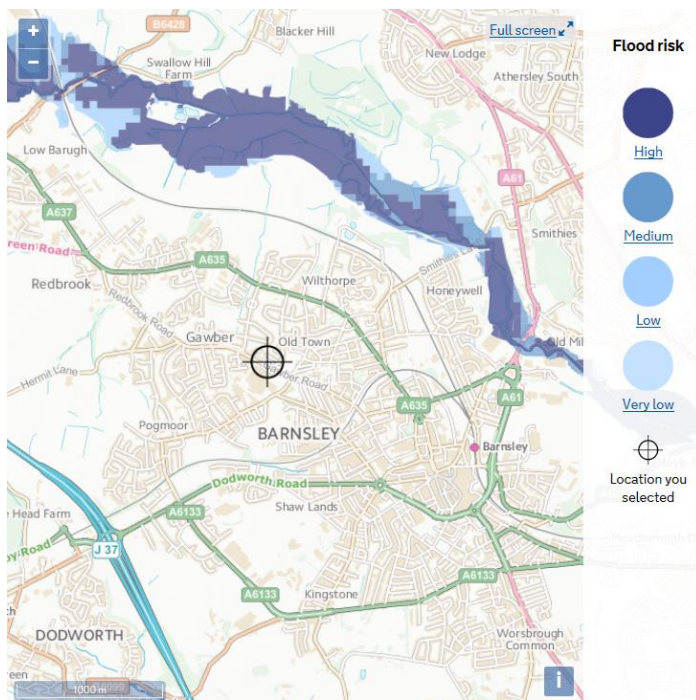 +
−
B6428
Blacker Hill
Full screen
Swallow Hill
Farm
New Lodge
Athersley South
Low Barugh
A61
A637
A635
Smithies
Smithies
Redbrook
Redbrook Road
Wilthorpe
Honeywell
Gawber
Old Town
Old Mil
Hermit Lane
Road
A635
A61
Pogmoor
BARNSLEY
Barnsley
Dodworth Road
e Head Farm
A6133
Shaw Lands
J 37
A6133
Kingstone
A6133
DODWORTH
Worsbrough
Common
een
1000 m
i
Flood risk
High
Medium
Low
Very low
Location you
selected